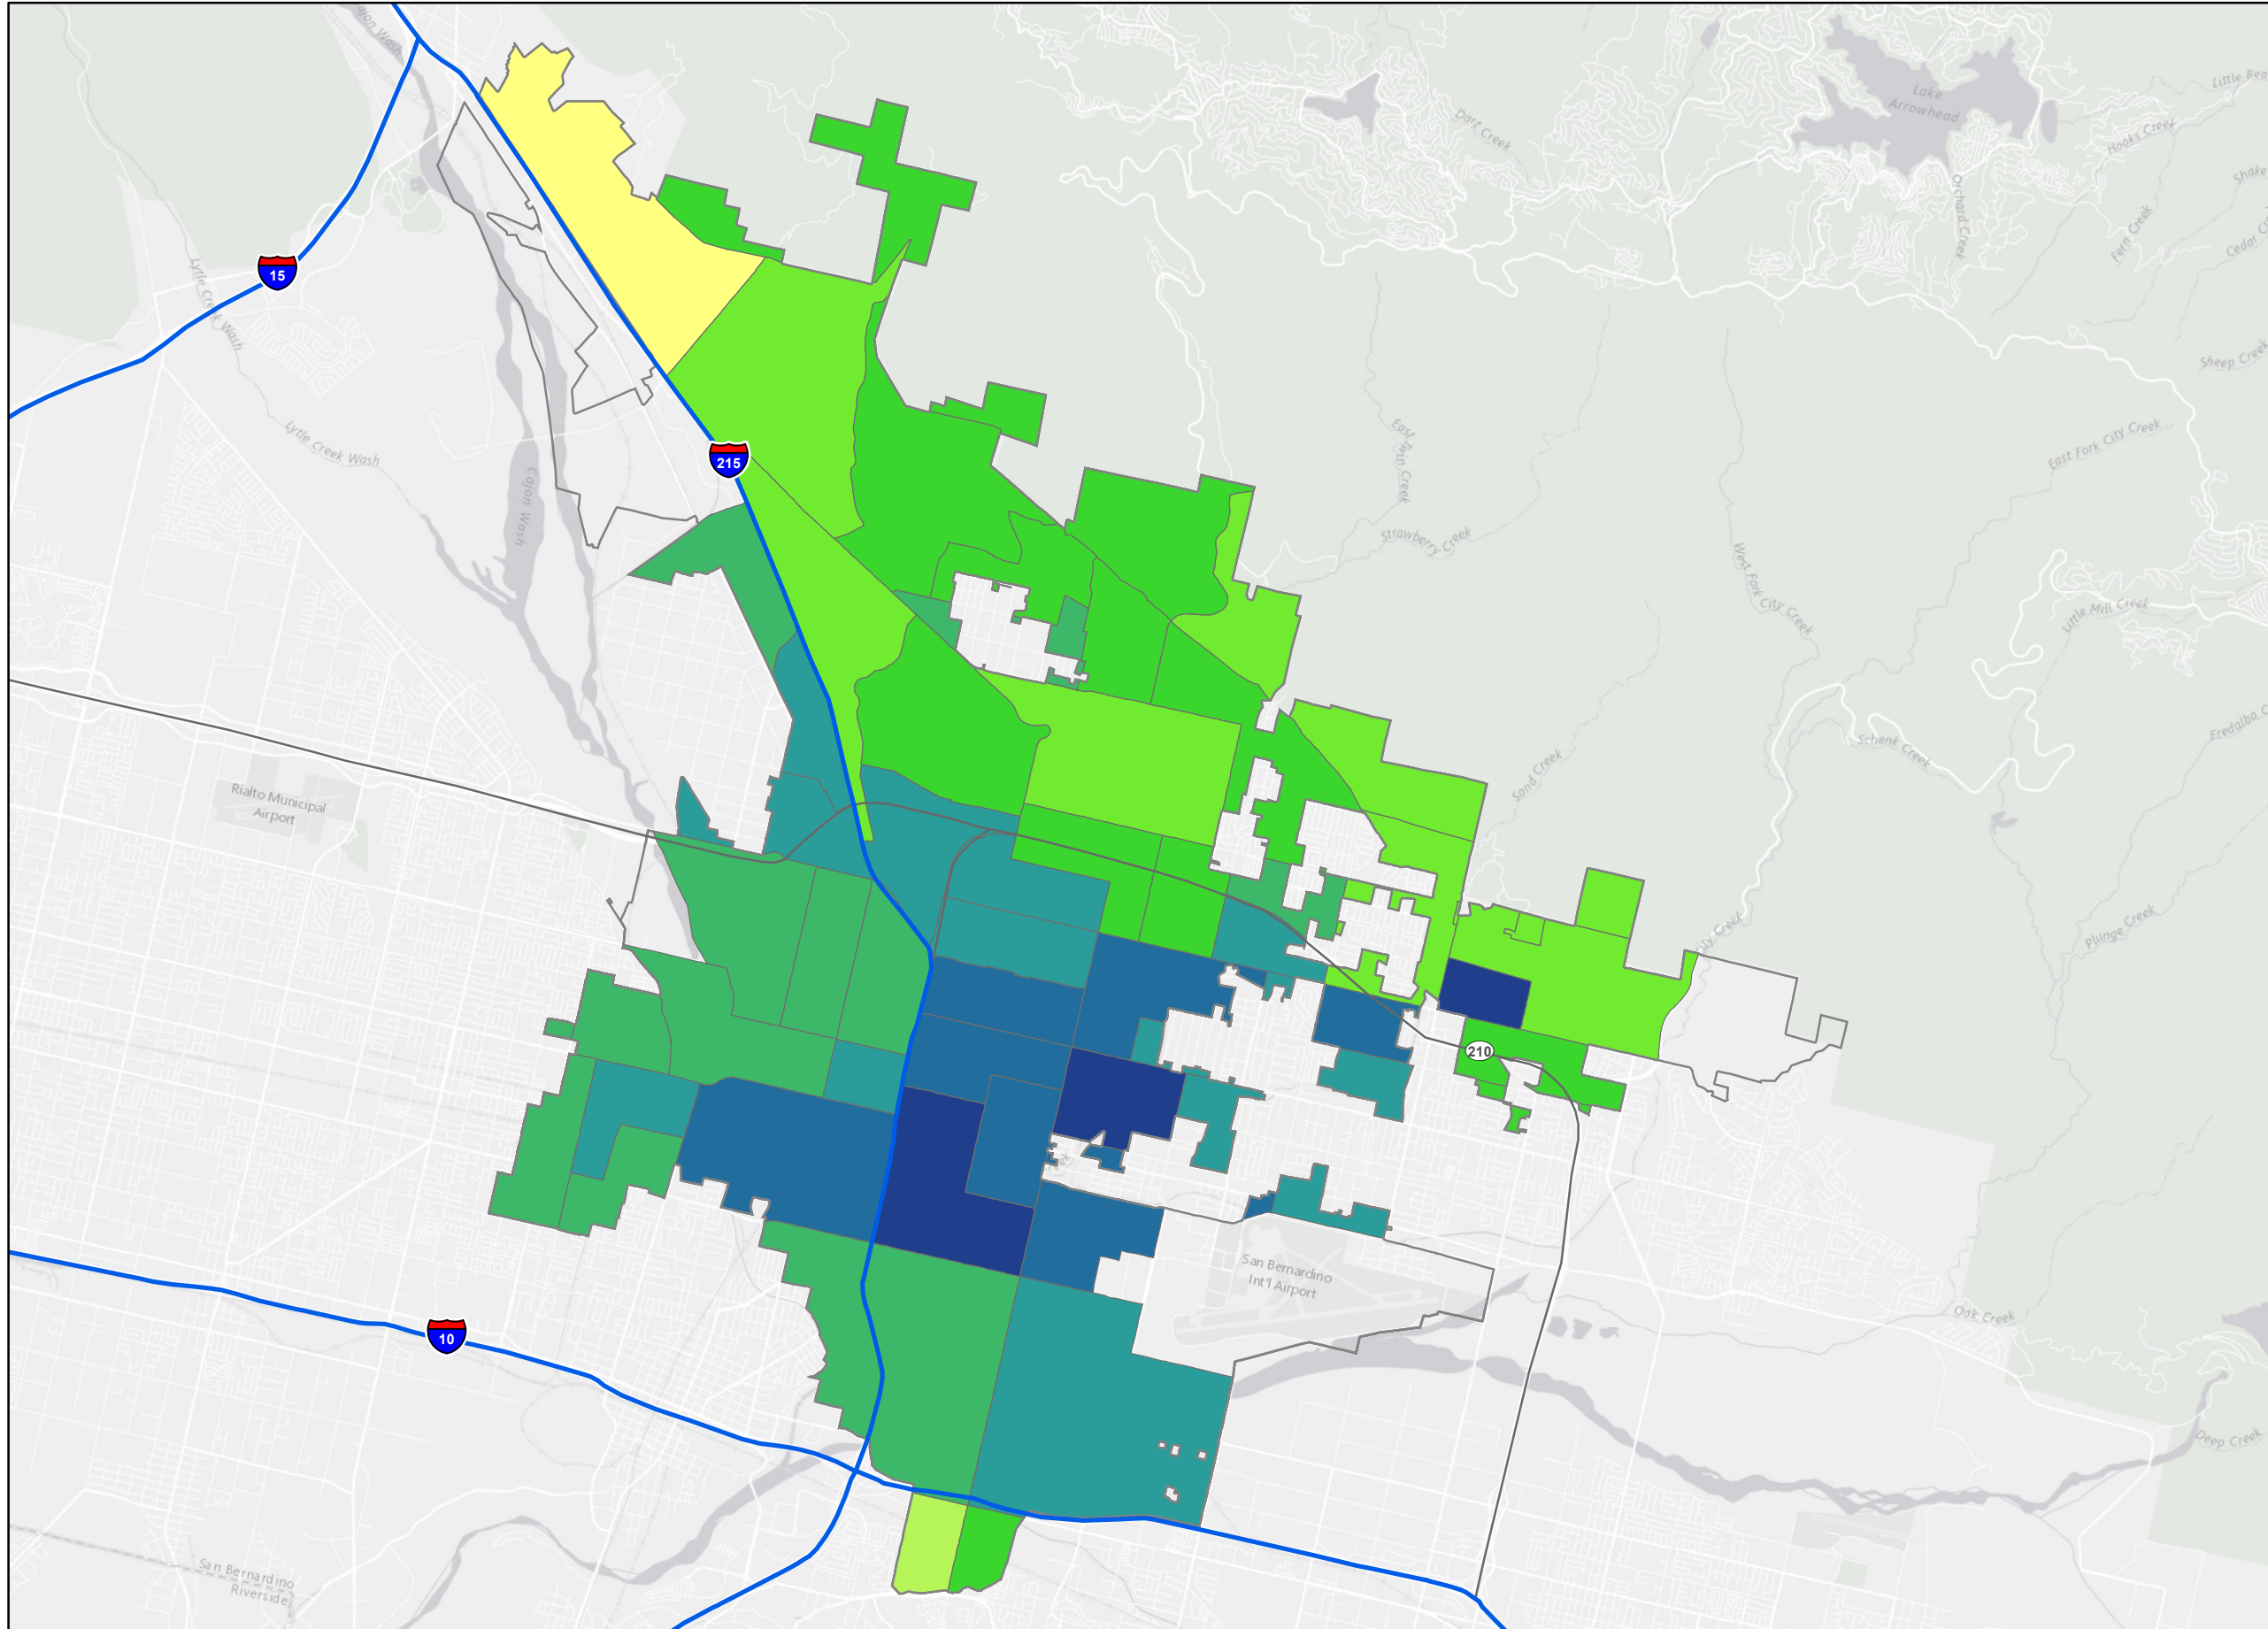 Cajon Wash
Lake
Arrowhead
Little Bea
Dart Creek
Hooks Creek
Shake
Orchard Creek
Fern Creek
Cedar C
15
Lytle Creek Wash
Sheep Creek
Lytle Creek Wash
215
East
Twin Creek
East Fork City Creek
Cajon Wash
Strawberry Creek
West Fork
City Creek
Little Mill Creek
Fredalba C
Schenk Creek
Sand Creek
Rialto Municipal
Airport
Plunge Creek
City Creek
210
San Bernardino
Int'l Airport
Oak Creek
10
Deep Creek
San Bernardino
Riverside